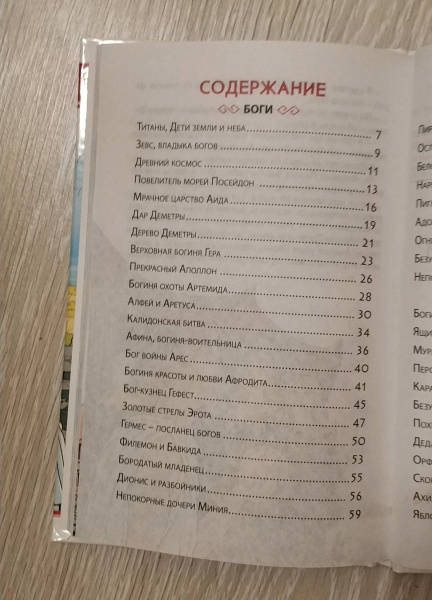 СОДЕРЖАНИЕ
БОГИ
Титаны, Дети земли и неба 7
Зевс, владыка богов 9
Древний космос 11
Повелитель морей Посейдон 13
Мрачное царство Аида 16
Дар Деметры 19
Дерево Деметры 21
Верховная богиня Гера 23
Прекрасный Аполлон 26
Богиня охоты Артемида 28
Алфей и Аретуса 30
Калидонская битва 34
Афина, богиня-воительница 36
Бог войны Арес 40
Богиня красоты и любви Афродита 41
Бог-кузнец Гефест 45
Золотые стрелы Эрота 47
Гермес – посланец богов 50
Филемон и Бавкида 53
Бородатый младенец 55
Дионис и разбойники 56
Непокорные дочери Миния 59